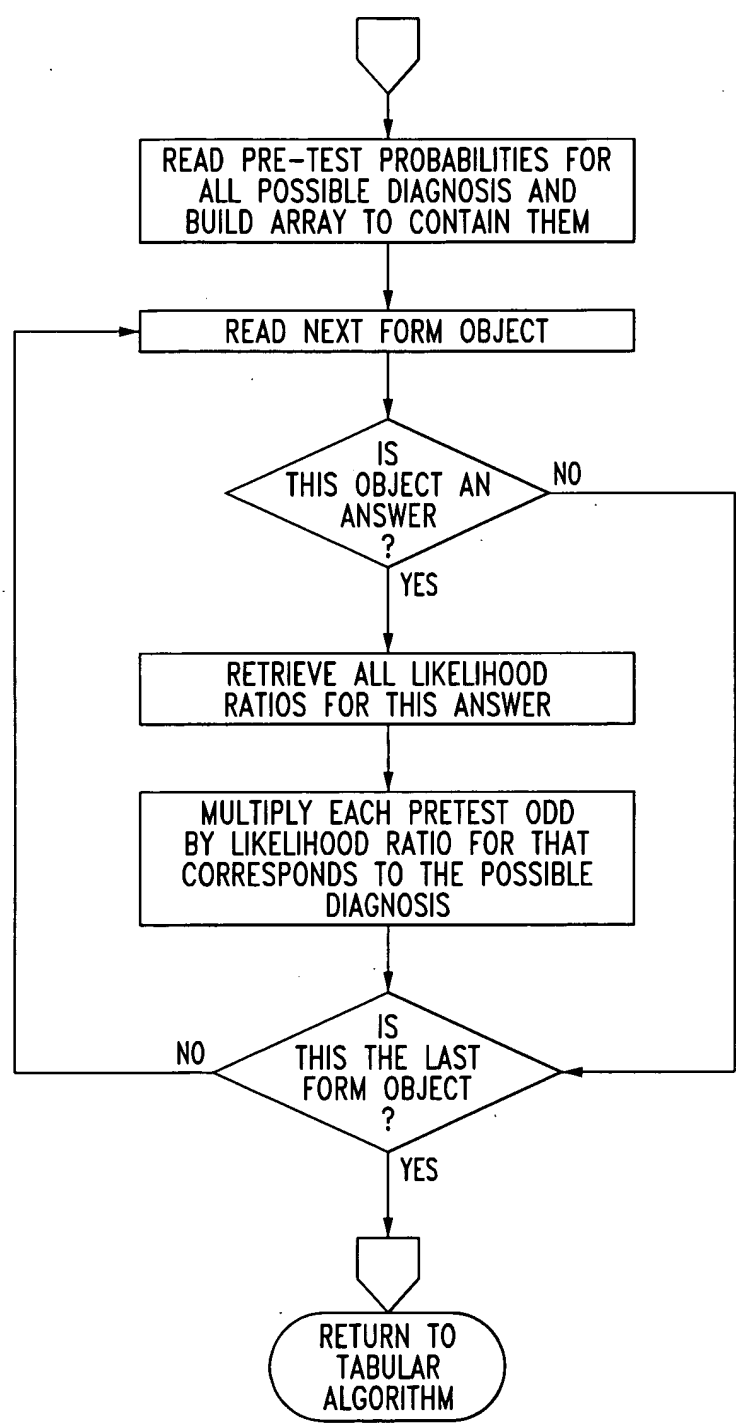 READ PRE-TEST PROBABILITIES FOR
ALL POSSIBLE DIAGNOSIS AND
BUILD ARRAY TO CONTAIN THEM
READ NEXT FORM OBJECT
IS
THIS OBJECT AN
ANSWER
?
NO
YES
RETRIEVE ALL LIKELIHOOD
RATIOS FOR THIS ANSWER
MULTIPLY EACH PRETEST ODD
BY LIKELIHOOD RATIO FOR THAT
CORRESPONDS TO THE POSSIBLE
DIAGNOSIS
IS
THIS THE LAST
FORM OBJECT
?
NO
YES
RETURN TO
TABULAR
ALGORITHM